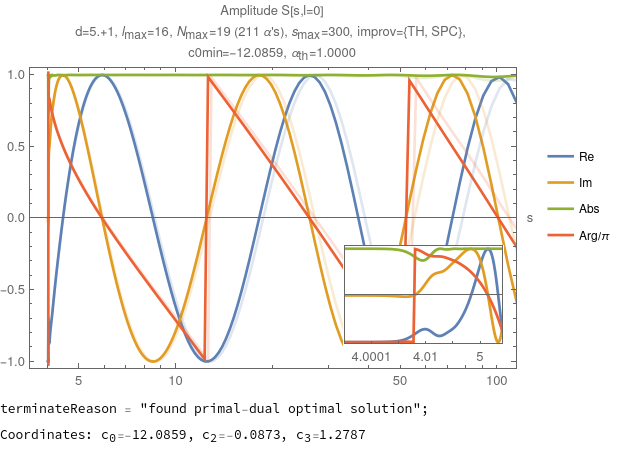 Amplitude S[s,l=0]
d=5.+1, lmax=16, Nmax=19 (211 α's), smax=300, improv={TH, SPC},
c0min=-12.0859, αth=1.0000
1.0
0.5
0.0
-0.5
-1.0
5
10
50
100
s
4.0001
4.01
5
Re
Im
Abs
Arg/π
terminateReason = "found primal-dual optimal solution";
Coordinates: c0=-12.0859, c2=-0.0873, c3=1.2787